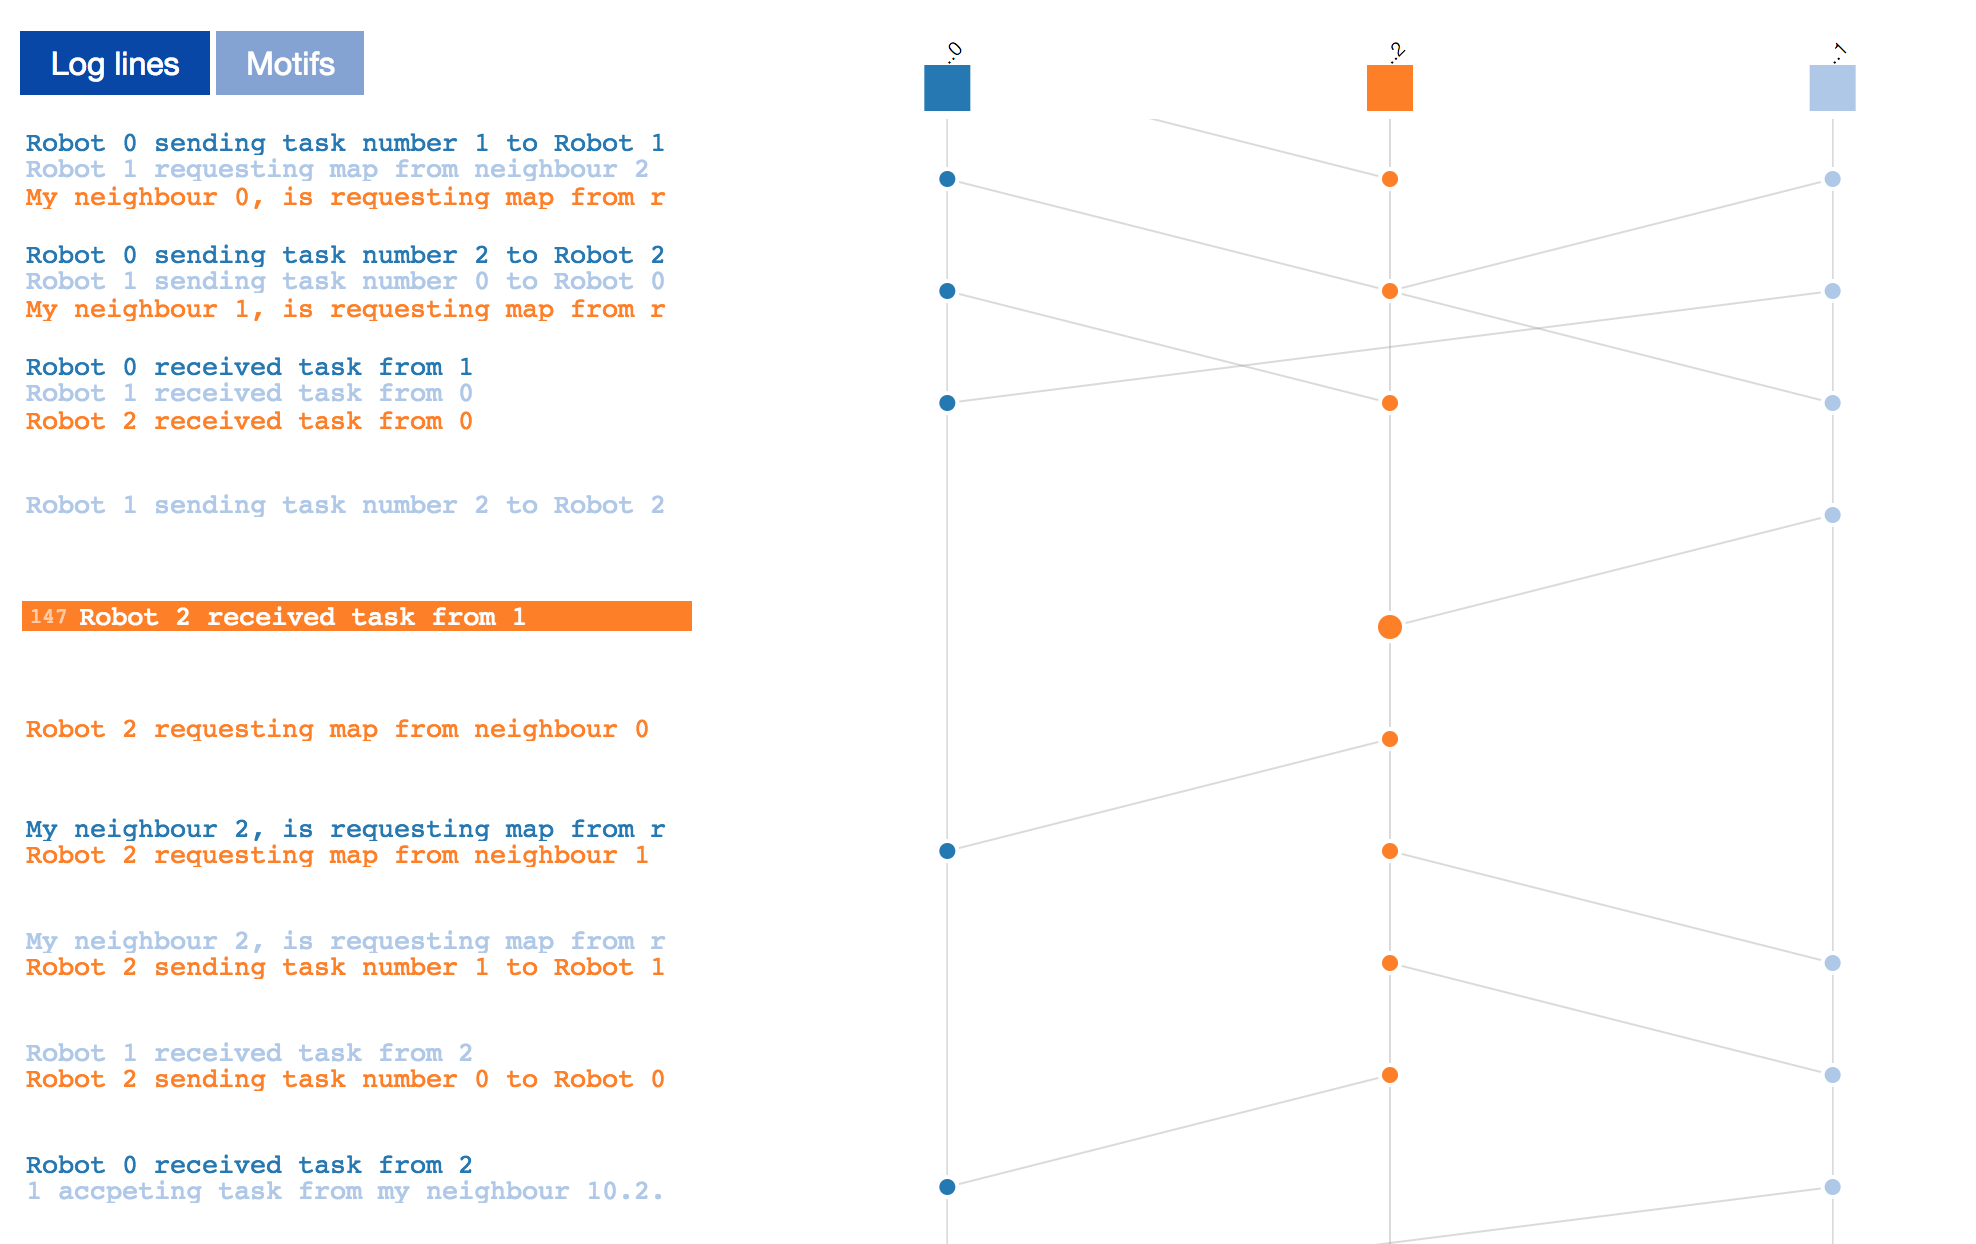 Log lines Motifs
..0 ..2 ..1
Robot 0 sending task number 1 to Robot 1
Robot 1 requesting map from neighbour 2
My neighbour 0, is requesting map from r
Robot 0 sending task number 2 to Robot 2
Robot 1 sending task number 0 to Robot 0
My neighbour 1, is requesting map from r
Robot 0 received task from 1
Robot 1 received task from 0
Robot 2 received task from 0
Robot 1 sending task number 2 to Robot 2
147 Robot 2 received task from 1
Robot 2 requesting map from neighbour 0
My neighbour 2, is requesting map from r
Robot 2 requesting map from neighbour 1
My neighbour 2, is requesting map from r
Robot 2 sending task number 1 to Robot 1
Robot 1 received task from 2
Robot 2 sending task number 0 to Robot 0
Robot 0 received task from 2
1 accpeting task from my neighbour 10.2.